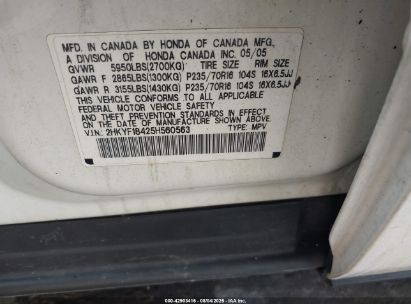 MFD. IN CANADA BY HONDA OF CANADA MFG.,
A DIVISION OF HONDA CANADA INC. 05/05
GVWR 5950LBS(2700KG) TIRE SIZE RIM SIZE
GAWR F 2865LBS(1300KG) P235/70R16 104S 16X6.5JJ
GAWR R 3155LBS(1430KG) P235/70R16 104S 16X6.5JJ
THIS VEHICLE CONFORMS TO ALL APPLICABLE
FEDERAL MOTOR VEHICLE SAFETY BUMPER
AND THEFT PREVENTION STANDARDS IN EFFECT
ON THE DATE OF MANUFACTURE SHOWN ABOVE.
V.I.N. 2HKYF18425H560563 TYPE: MPV